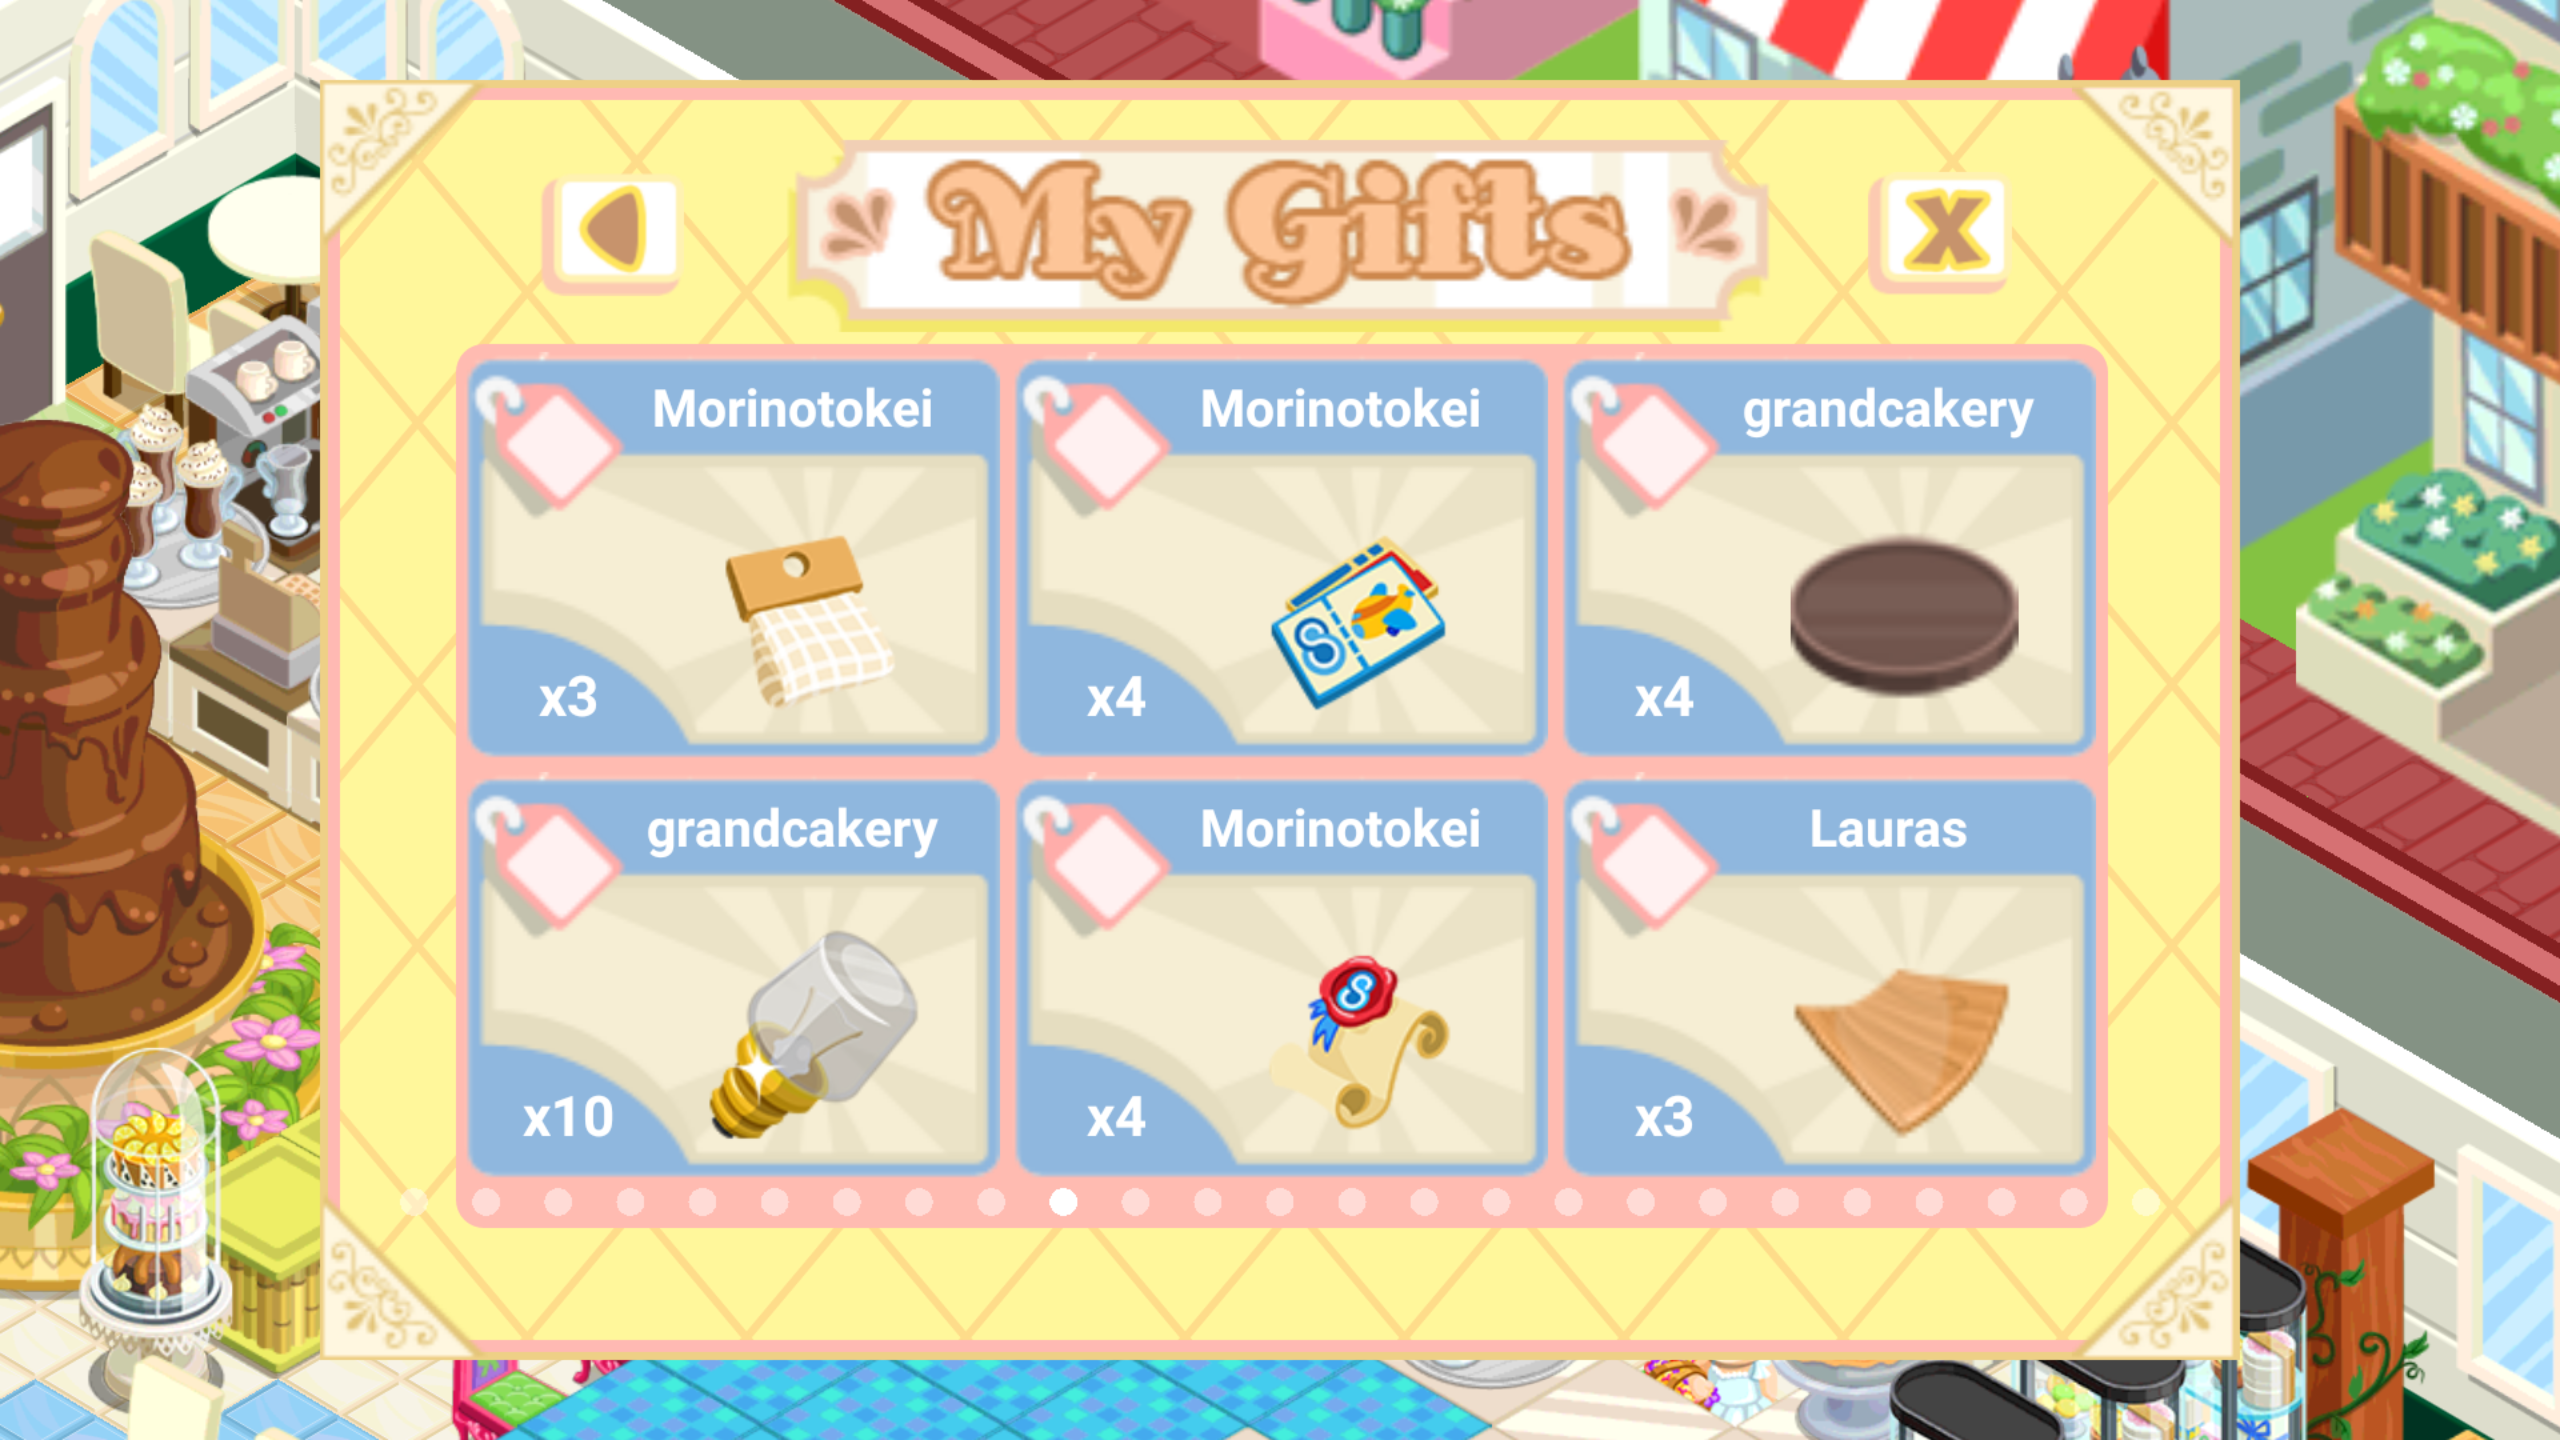 My Gifts
X
Morinotokei
x3
Morinotokei
S
x4
grandcakery
x4
grandcakery
x10
Morinotokei
S
x4
Lauras
x3